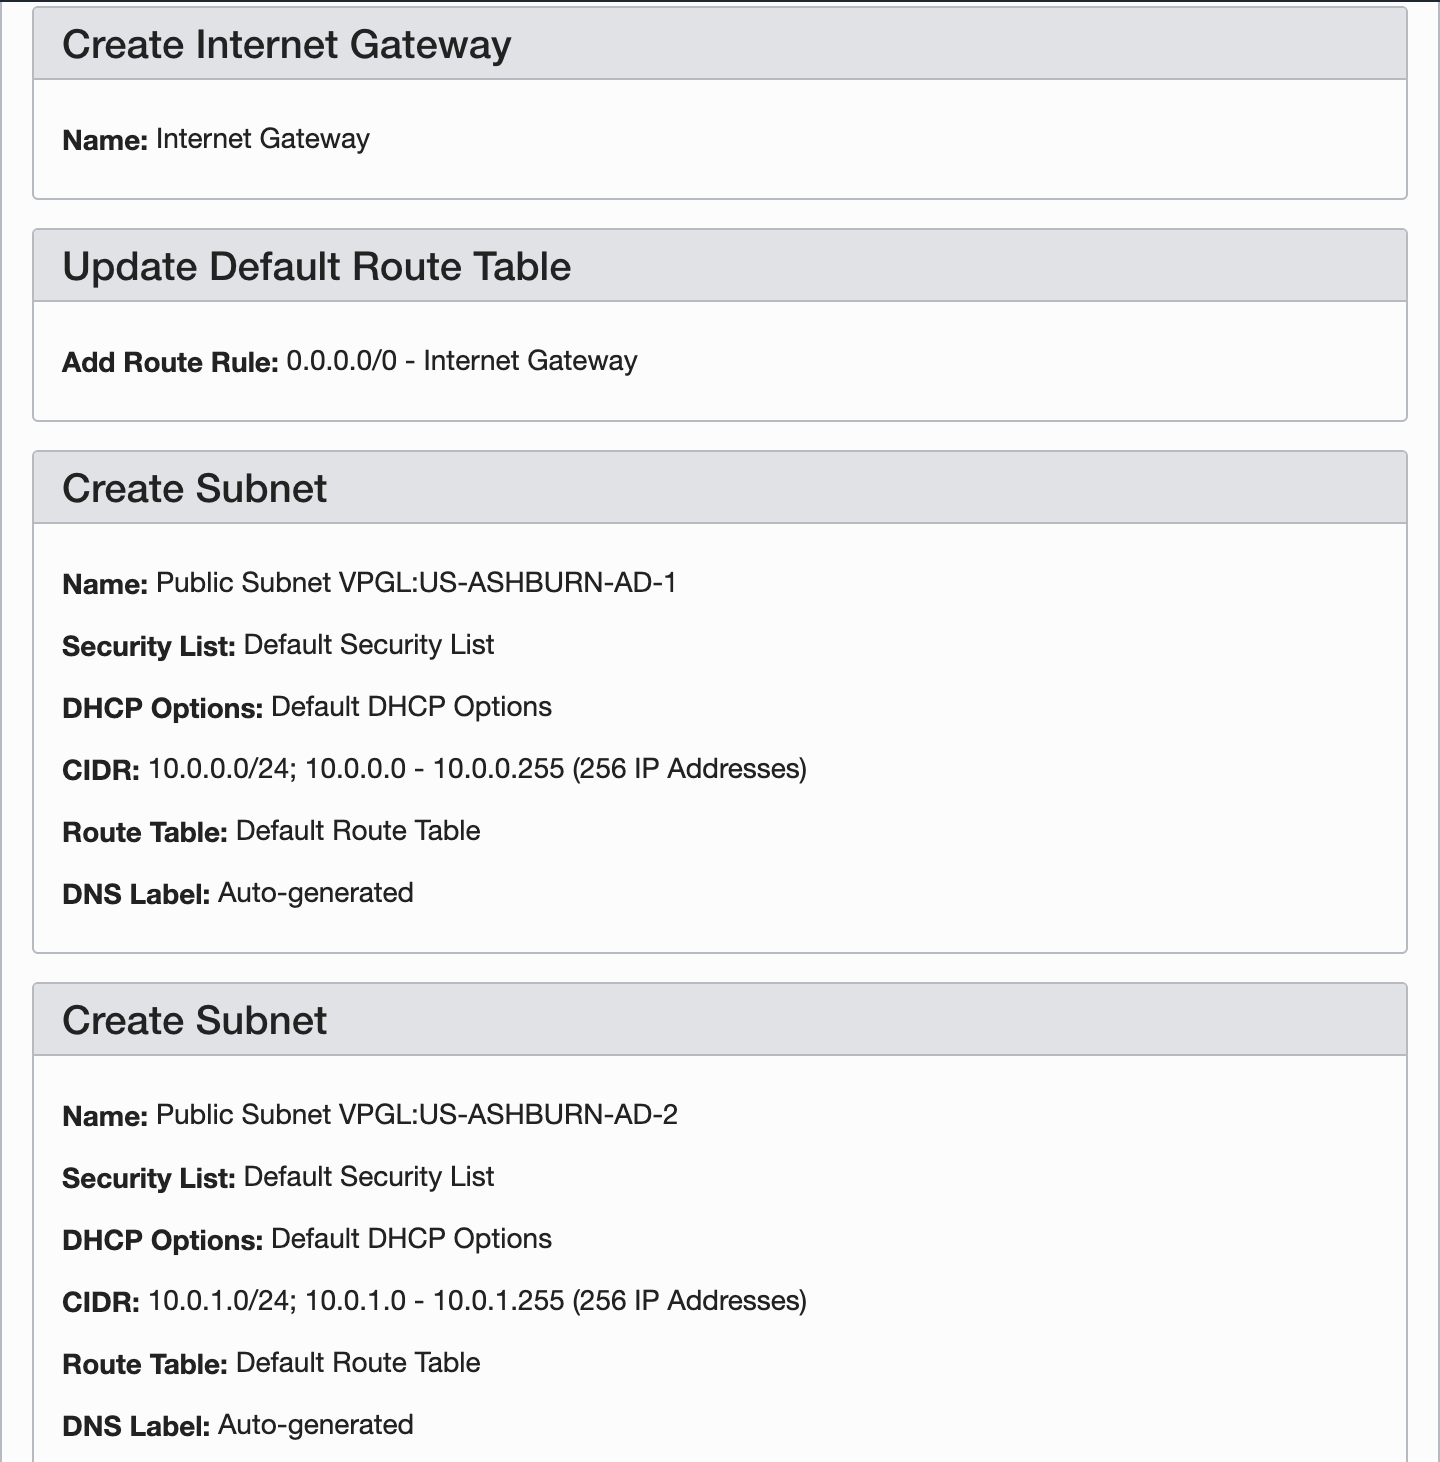 Create Internet Gateway
Name: Internet Gateway
Update Default Route Table
Add Route Rule: 0.0.0.0/0 - Internet Gateway
Create Subnet
Name: Public Subnet VPGL:US-ASHBURN-AD-1
Security List: Default Security List
DHCP Options: Default DHCP Options
CIDR: 10.0.0.0/24; 10.0.0.0 - 10.0.0.255 (256 IP Addresses)
Route Table: Default Route Table
DNS Label: Auto-generated
Create Subnet
Name: Public Subnet VPGL:US-ASHBURN-AD-2
Security List: Default Security List
DHCP Options: Default DHCP Options
CIDR: 10.0.1.0/24; 10.0.1.0 - 10.0.1.255 (256 IP Addresses)
Route Table: Default Route Table
DNS Label: Auto-generated